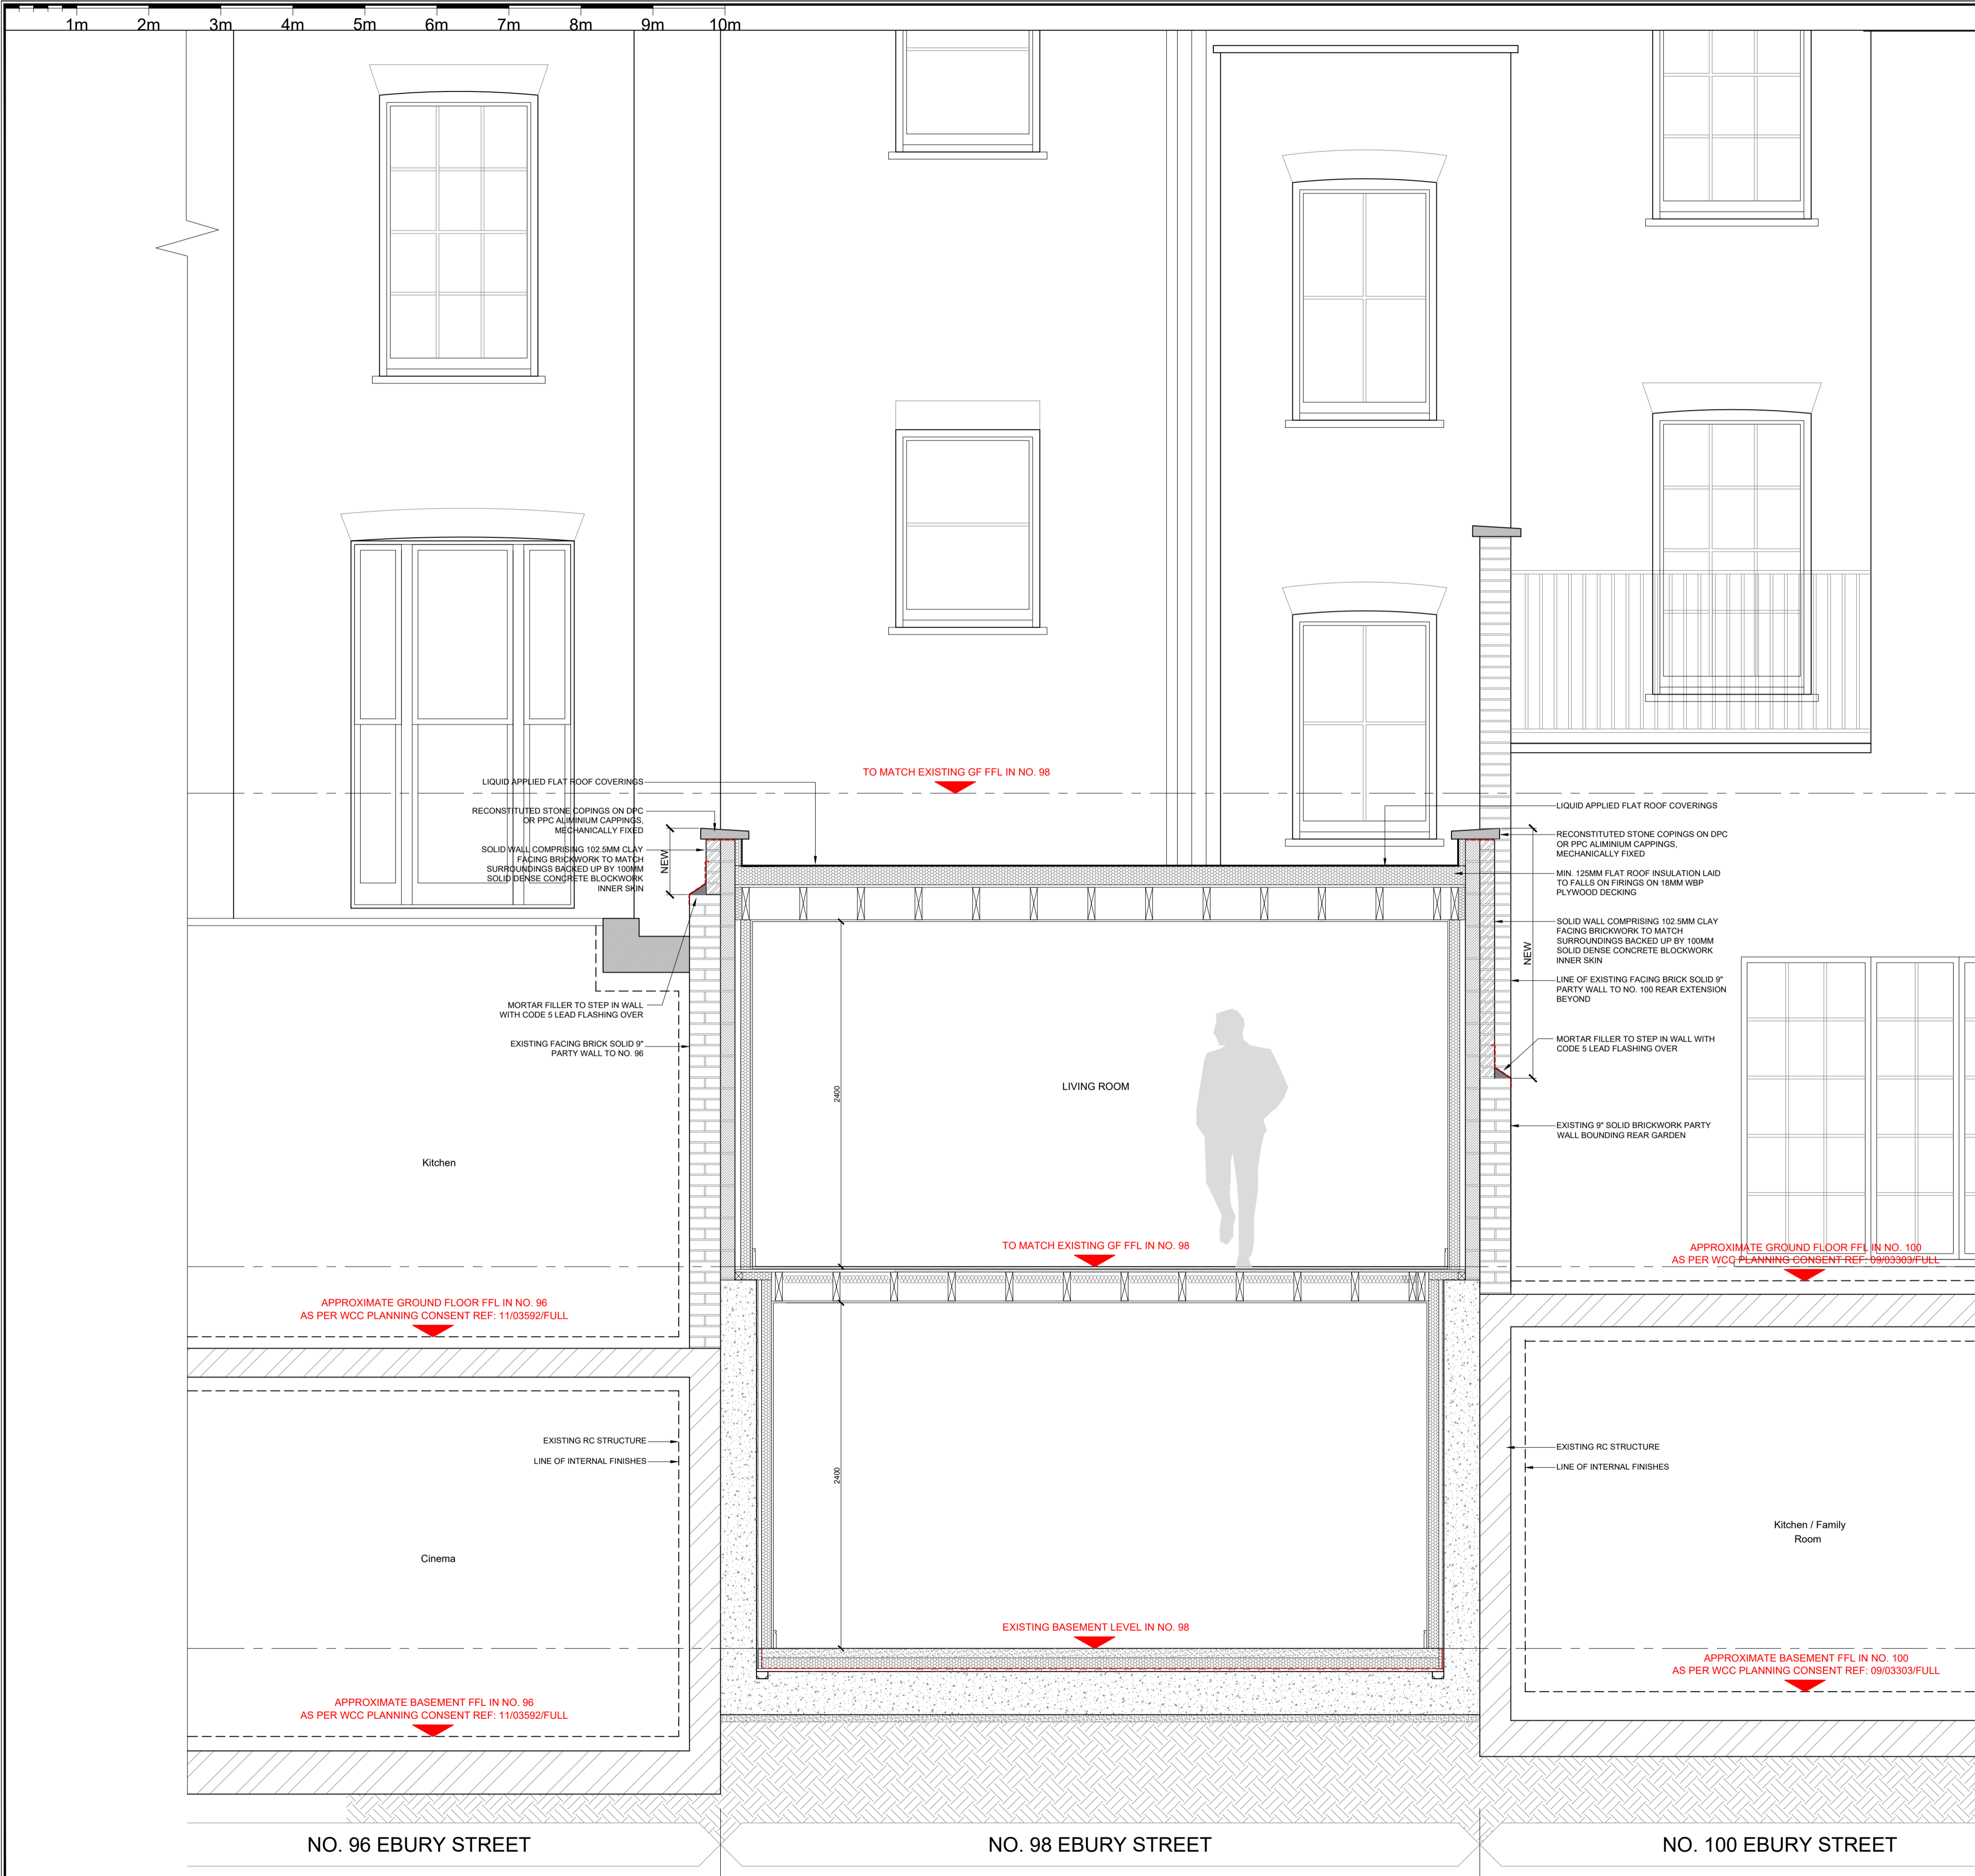 1m 2m 3m 4m 5m 6m 7m 8m 9m 10m
TO MATCH EXISTING GF FFL IN NO. 98
LIQUID APPLIED FLAT ROOF COVERINGS
RECONSTITUTED STONE COPINGS ON DPC
OR PPC ALIMINIUM CAPPINGS,
MECHANICALLY FIXED
SOLID WALL COMPRISING 102.5MM CLAY
FACING BRICKWORK TO MATCH
SURROUNDINGS BACKED UP BY 100MM
SOLID DENSE CONCRETE BLOCKWORK
INNER SKIN
NEW
MORTAR FILLER TO STEP IN WALL
WITH CODE 5 LEAD FLASHING OVER
EXISTING FACING BRICK SOLID 9"
PARTY WALL TO NO. 96
LIQUID APPLIED FLAT ROOF COVERINGS
RECONSTITUTED STONE COPINGS ON DPC
OR PPC ALIMINIUM CAPPINGS,
MECHANICALLY FIXED
MIN. 125MM FLAT ROOF INSULATION LAID
TO FALLS ON FIRINGS ON 18MM WBP
PLYWOOD DECKING
SOLID WALL COMPRISING 102.5MM CLAY
FACING BRICKWORK TO MATCH
SURROUNDINGS BACKED UP BY 100MM
SOLID DENSE CONCRETE BLOCKWORK
INNER SKIN
NEW
LINE OF EXISTING FACING BRICK SOLID 9"
PARTY WALL TO NO. 100 REAR EXTENSION
BEYOND
MORTAR FILLER TO STEP IN WALL WITH
CODE 5 LEAD FLASHING OVER
EXISTING 9" SOLID BRICKWORK PARTY
WALL BOUNDING REAR GARDEN
2400
LIVING ROOM
Kitchen
TO MATCH EXISTING GF FFL IN NO. 98
APPROXIMATE GROUND FLOOR FFL IN NO. 100
AS PER WCC PLANNING CONSENT REF: 09/03303/FULL
APPROXIMATE GROUND FLOOR FFL IN NO. 96
AS PER WCC PLANNING CONSENT REF: 11/03592/FULL
EXISTING RC STRUCTURE
LINE OF INTERNAL FINISHES
2400
EXISTING RC STRUCTURE
LINE OF INTERNAL FINISHES
Kitchen / Family
Room
Cinema
EXISTING BASEMENT LEVEL IN NO. 98
APPROXIMATE BASEMENT FFL IN NO. 100
AS PER WCC PLANNING CONSENT REF: 09/03303/FULL
APPROXIMATE BASEMENT FFL IN NO. 96
AS PER WCC PLANNING CONSENT REF: 11/03592/FULL
NO. 96 EBURY STREET
NO. 98 EBURY STREET
NO. 100 EBURY STREET